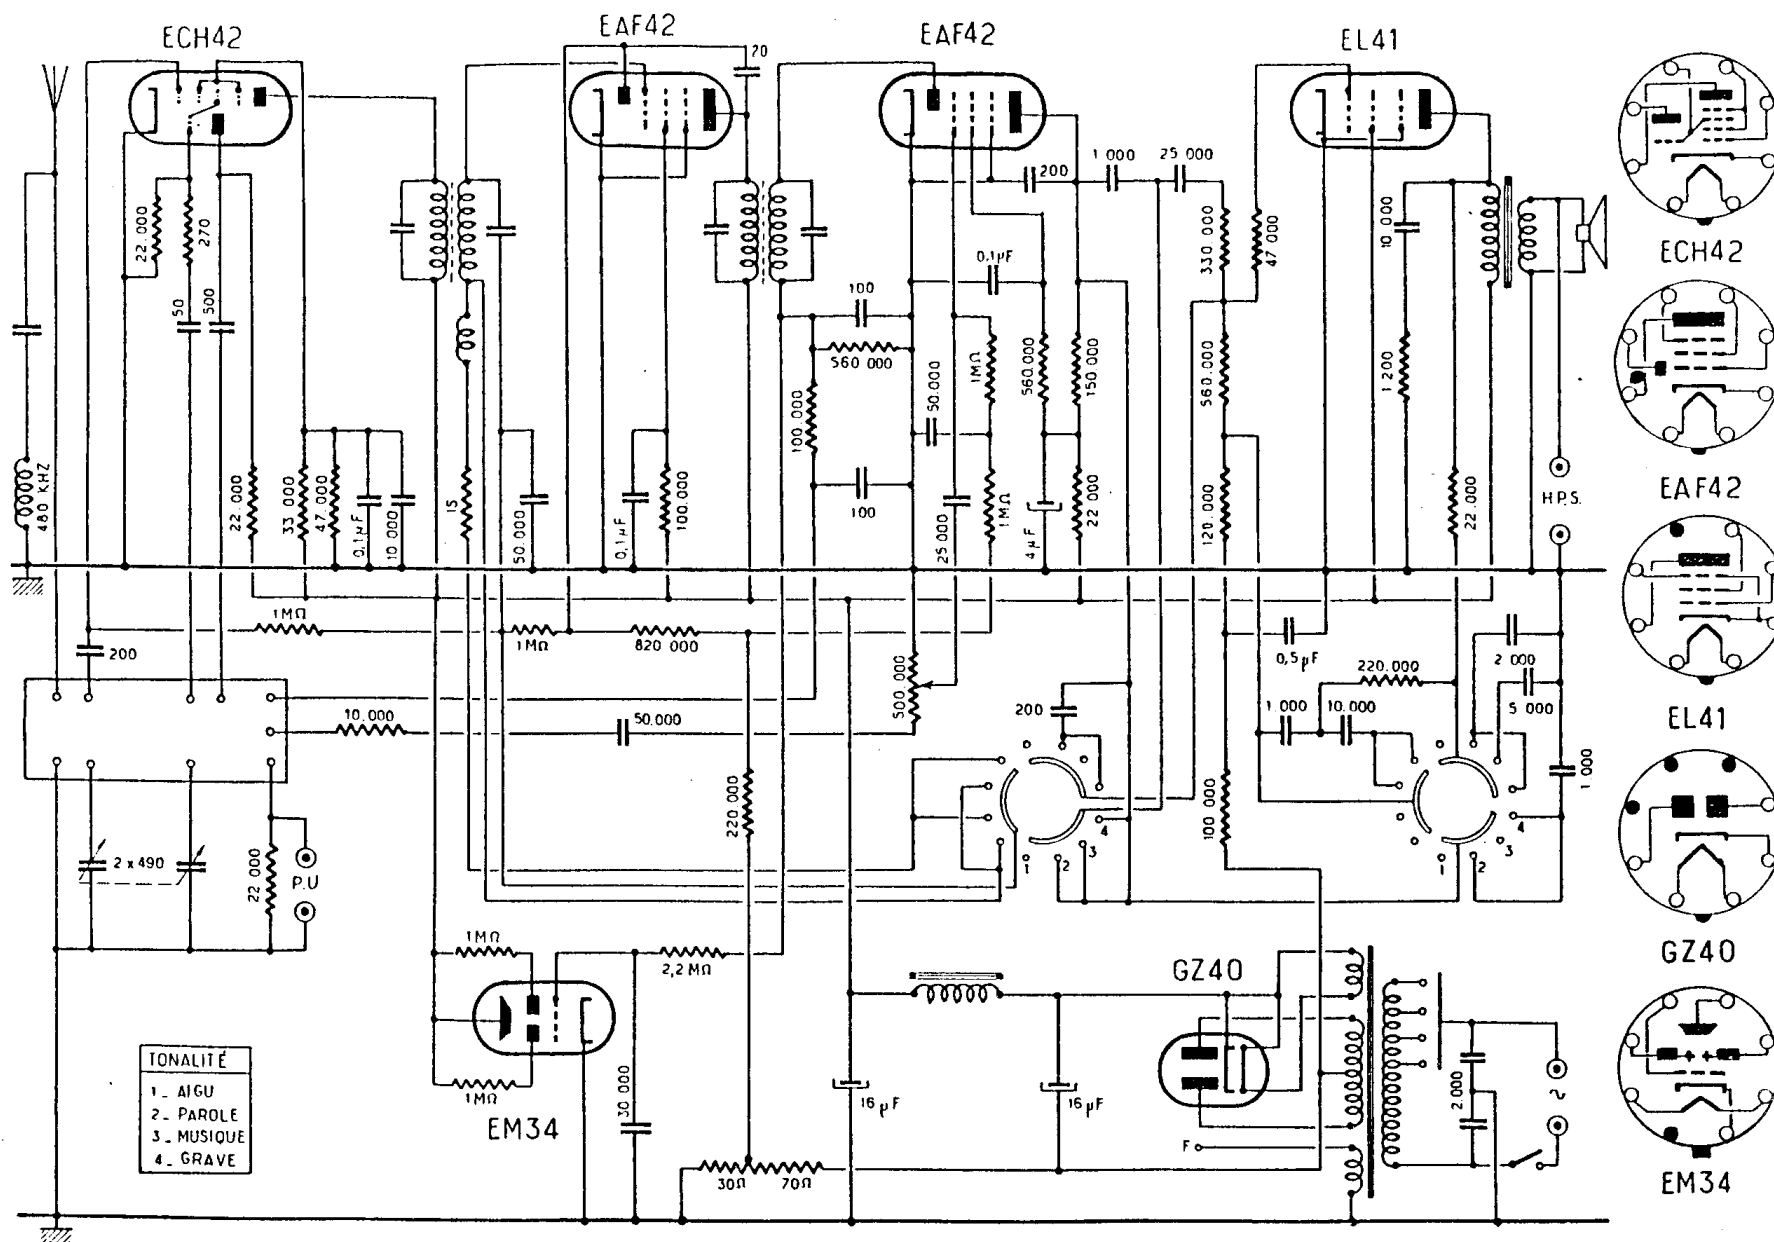 ECH42
EAF42
EAF42
EL41
20
22.000
270
50
500
480 KHZ
22.000
33 000
47.000
0,1µF
10.000
15
50.000
0,1µF
100.000
200
1 000
25 000
0,1µF
100
560 000
100.000
100
50.000
1MΩ
560.000
150.000
25 000
1MΩ
4µF
22 000
330 000
47 000
560.000
120.000
10.000
1 200
22.000
H.P.S.
ECH42
EAF42
EL41
GZ40
EM34
1MΩ
1MΩ
820 000
200
10.000
50.000
500.000
220 000
200
0,5µF
100 000
220.000
1.000
10.000
2 000
5 000
1 000
1
2
3
4
1
2
3
4
2 x 490
22 000
P.U
1MΩ
1MΩ
EM34
2,2 MΩ
30 000
30Ω
70Ω
16µF
16µF
GZ40
F
2.000
~
TONALITÉ
1_ AIGU
2_ PAROLE
3_ MUSIQUE
4_ GRAVE